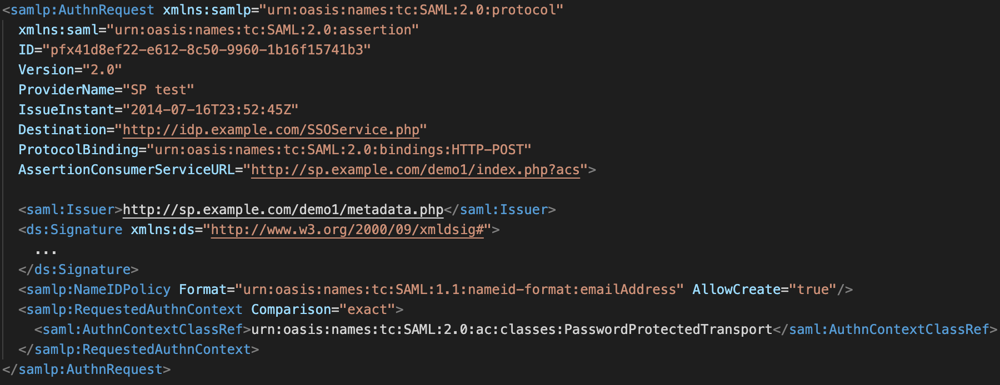 <samlp:AuthnRequest xmlns:samlp="urn:oasis:names:tc:SAML:2.0:protocol"
xmlns:saml="urn:oasis:names:tc:SAML:2.0:assertion"
ID="pfx41d8ef22-e612-8c50-9960-1b16f15741b3"
Version="2.0"
ProviderName="SP test"
IssueInstant="2014-07-16T23:52:45Z"
Destination="http://idp.example.com/SSOService.php"
ProtocolBinding="urn:oasis:names:tc:SAML:2.0:bindings:HTTP-POST"
AssertionConsumerServiceURL="http://sp.example.com/demo1/index.php?acs">
<saml:Issuer>http://sp.example.com/demo1/metadata.php</saml:Issuer>
<ds:Signature xmlns:ds="http://www.w3.org/2000/09/xmldsig#">
...
</ds:Signature>
<samlp:NameIDPolicy Format="urn:oasis:names:tc:SAML:1.1:nameid-format:emailAddress" AllowCreate="true"/>
<samlp:RequestedAuthnContext Comparison="exact">
<saml:AuthnContextClassRef>urn:oasis:names:tc:SAML:2.0:ac:classes:PasswordProtectedTransport</saml:AuthnContextClassRef>
</samlp:RequestedAuthnContext>
</samlp:AuthnRequest>